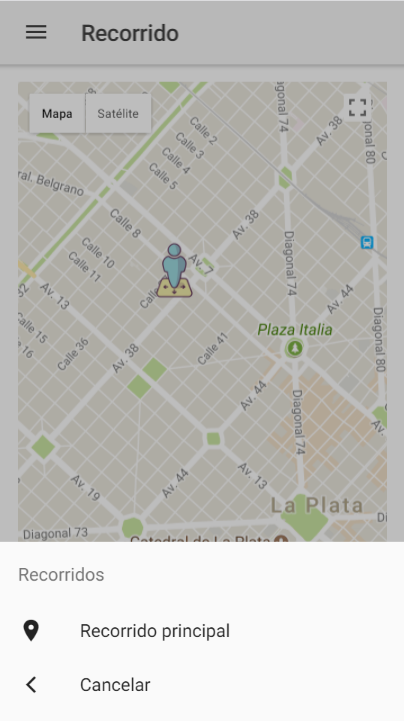 Recorrido
Mapa
Satélite
Diagonal 74
Av. 38
Diagonal 80
Calle 2
Calle 3
Calle 4
Calle 5
ral. Belgrano
Calle 8
Av. 38
Calle 10
Calle 11
Av. 7
Diagonal 74
Av. 13
Calle
Av. 44
Plaza Italia
Calle 15
Calle 16
Calle 36
Av. 38
Calle 41
Diagonal 80
Av. 44
Diagonal 74
Av. 19
Av. 44
Av. 13
La Plata
Diagonal 73
Di
Catedral de La Plata
Recorridos
Recorrido principal
Cancelar